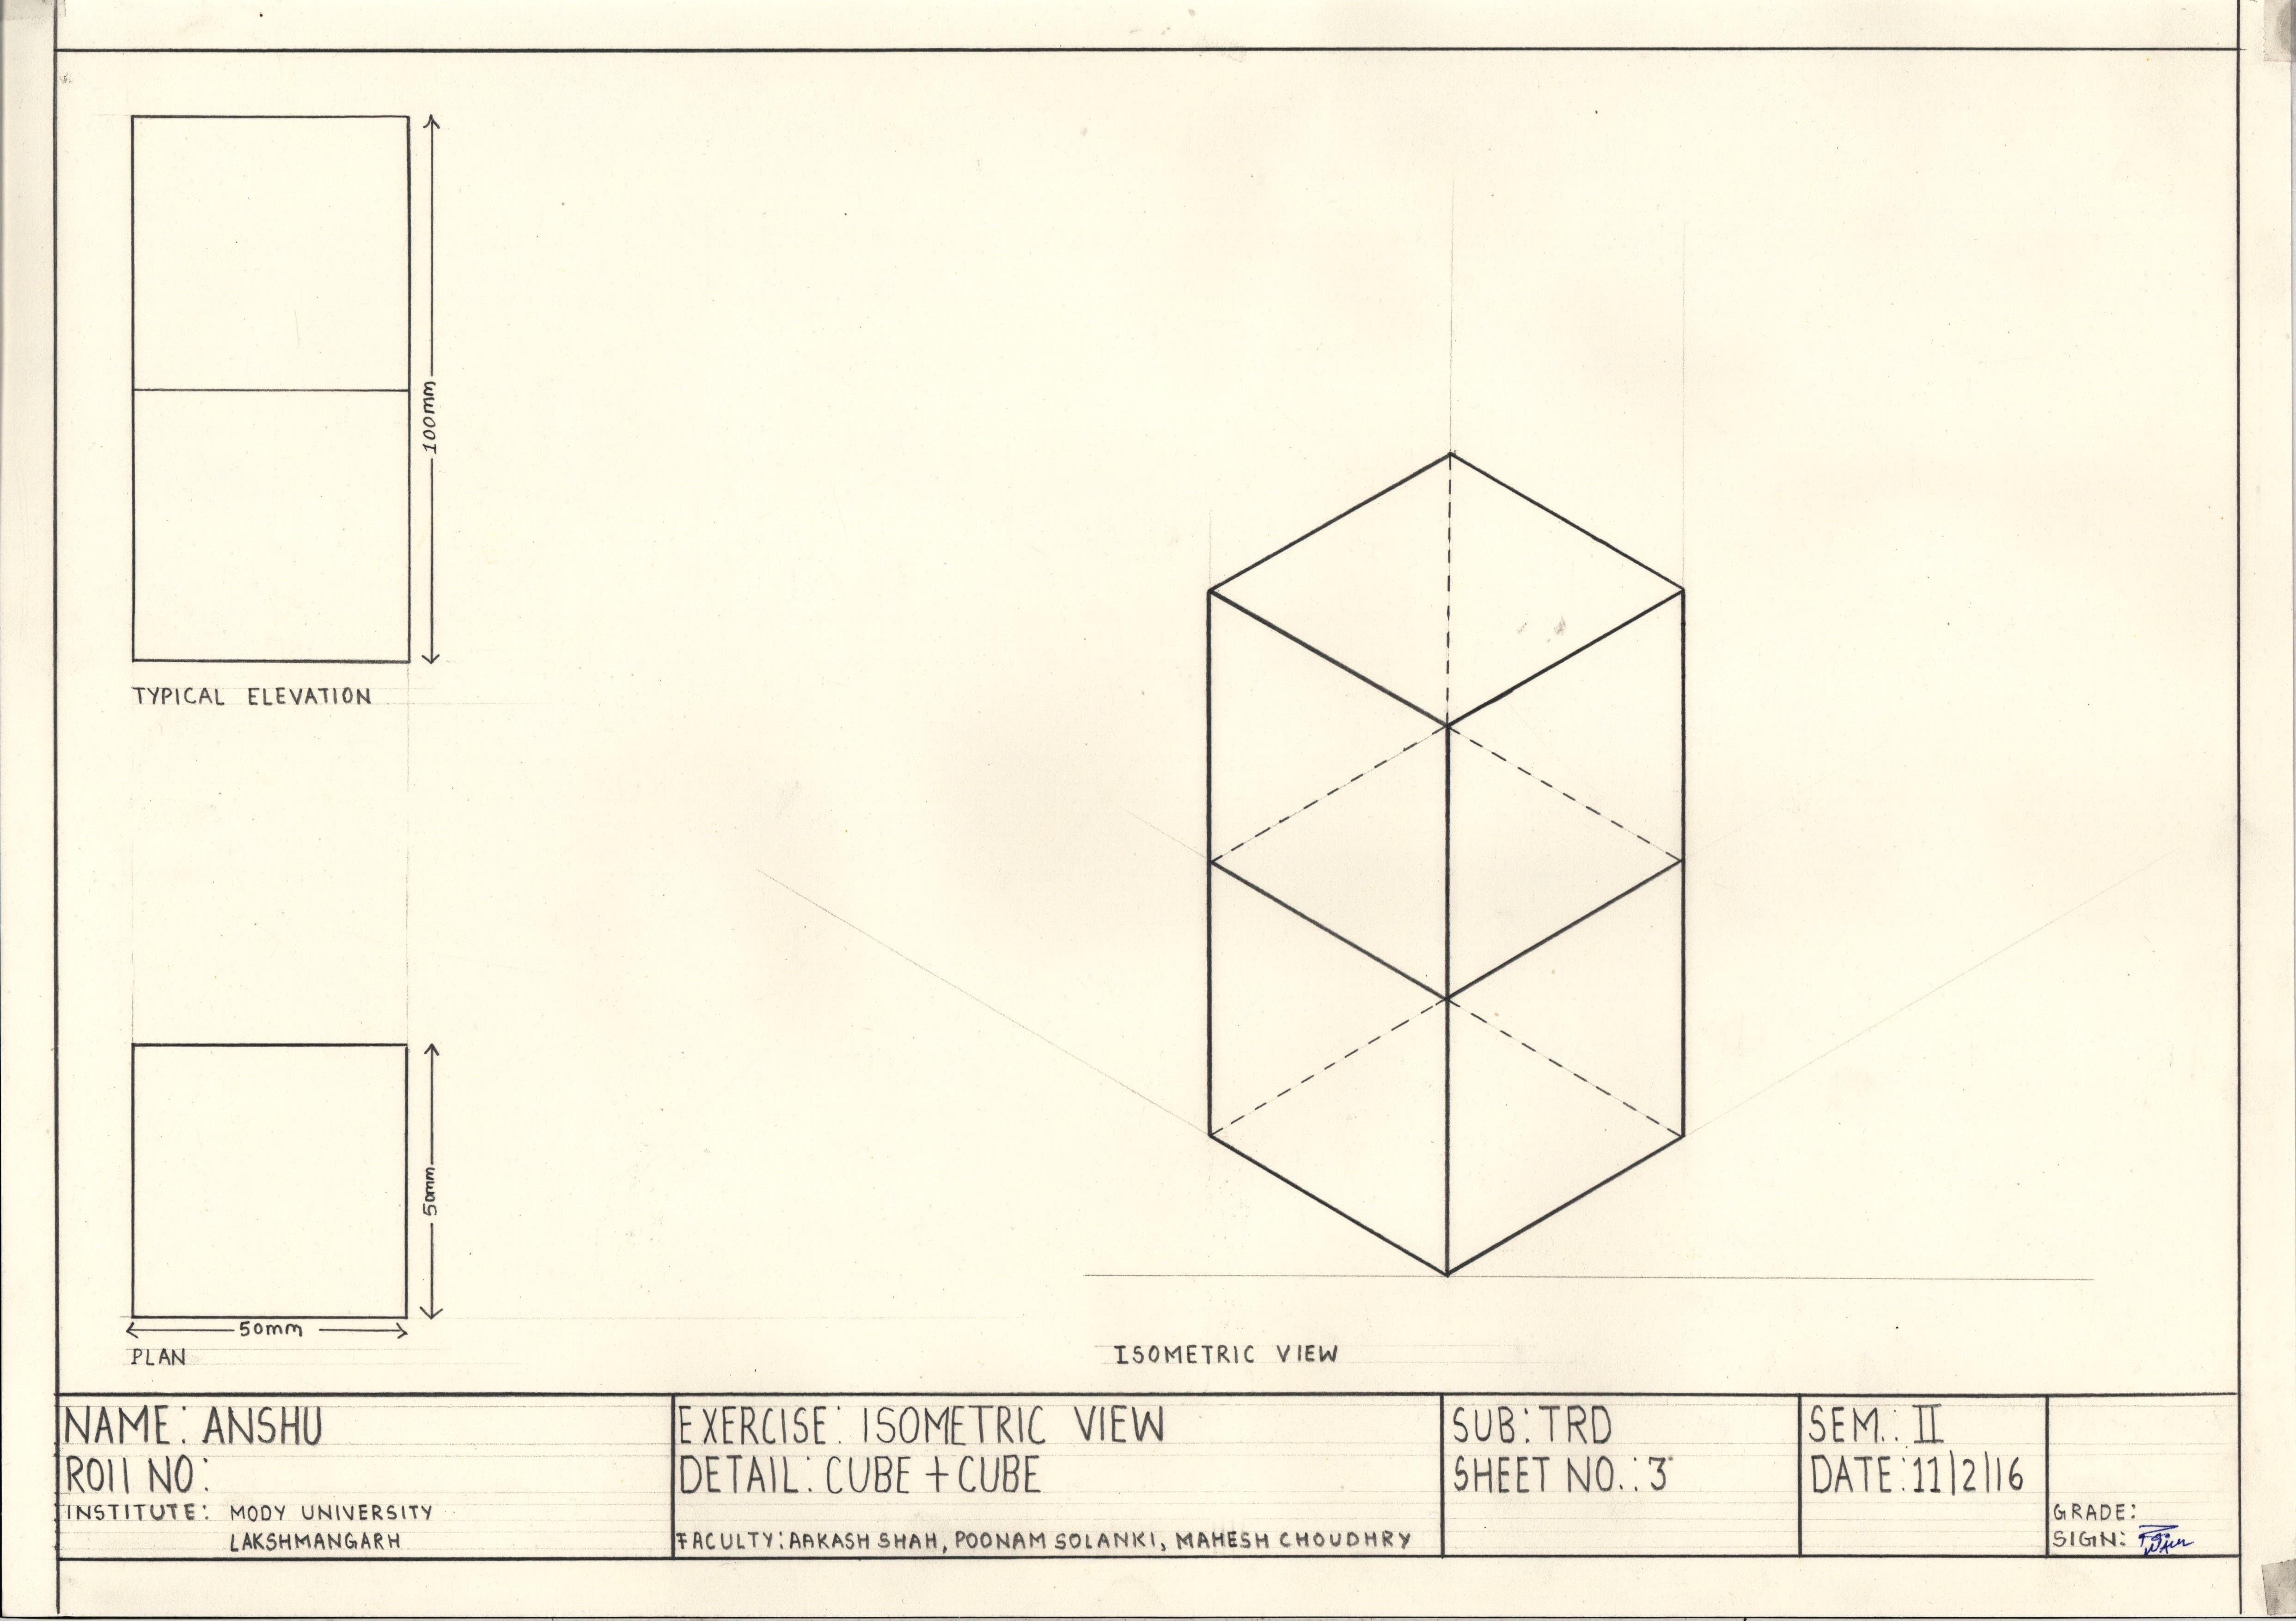 100mm
TYPICAL ELEVATION
50mm
50mm
PLAN
ISOMETRIC VIEW
NAME: ANSHU
ROll NO:
INSTITUTE: MODY UNIVERSITY
LAKSHMANGARH
EXERCISE: ISOMETRIC VIEW
DETAIL: CUBE + CUBE
FACULTY: AAKASH SHAH, POONAM SOLANKI, MAHESH CHOUDHRY
SUB: TRD
SHEET NO.: 3
SEM.: II
DATE: 11/2/16
GRADE:
SIGN: